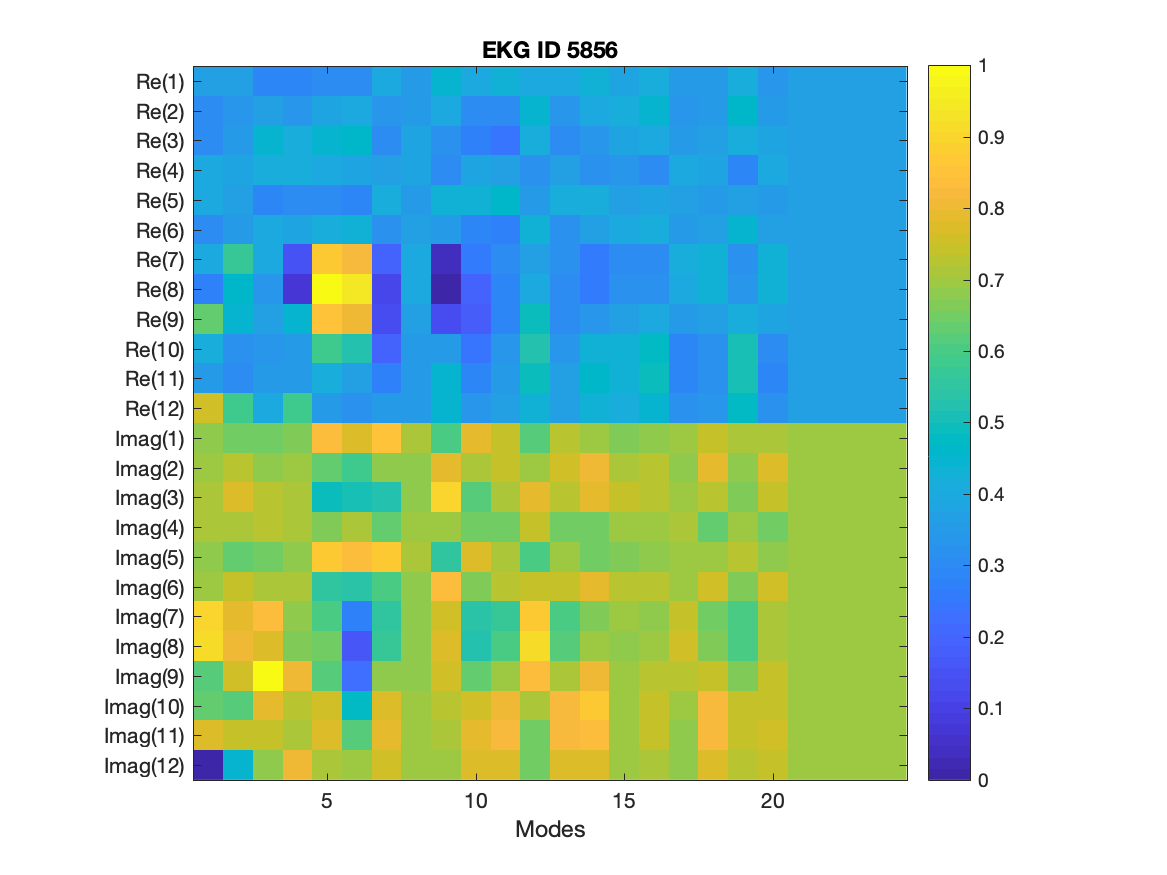 EKG ID 5856
Re(1)
Re(2)
Re(3)
Re(4)
Re(5)
Re(6)
Re(7)
Re(8)
Re(9)
Re(10)
Re(11)
Re(12)
Imag(1)
Imag(2)
Imag(3)
Imag(4)
Imag(5)
Imag(6)
Imag(7)
Imag(8)
Imag(9)
Imag(10)
Imag(11)
Imag(12)
5 10 15 20
Modes
1
0.9
0.8
0.7
0.6
0.5
0.4
0.3
0.2
0.1
0